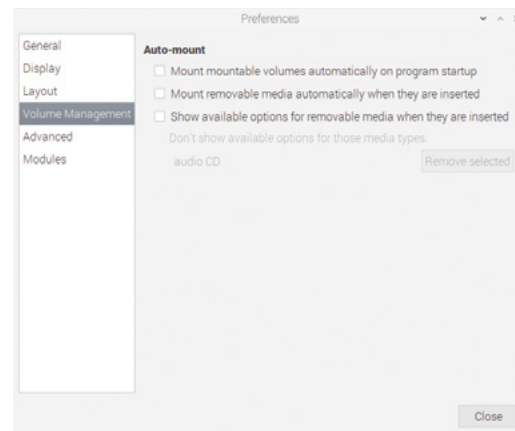 Preferences
General
Display
Layout
Volume Management
Advanced
Modules
Auto-mount
Mount mountable volumes automatically on program startup
Mount removable media automatically when they are inserted
Show available options for removable media when they are inserted
Don't show available options for those media types:
audio CD
Remove selected
Close